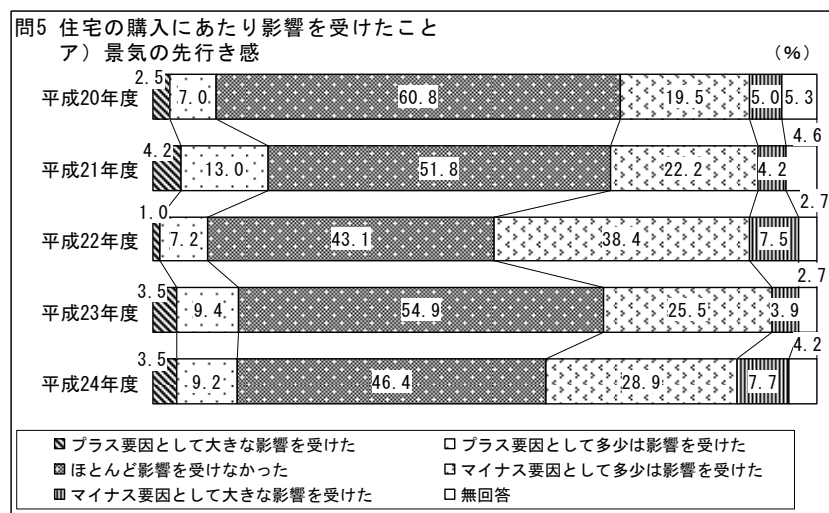 問5 住宅の購入にあたり影響を受けたこと
ア）景気の先行き感
（%）
平成20年度 2.5 7.0 60.8 19.5 5.0 5.3
平成21年度 4.2 13.0 51.8 22.2 4.2 4.6
平成22年度 1.0 7.2 43.1 38.4 7.5 2.7
平成23年度 3.5 9.4 54.9 25.5 3.9 2.7
平成24年度 3.5 9.2 46.4 28.9 7.7 4.2
プラス要因として大きな影響を受けた プラス要因として多少は影響を受けた
ほとんど影響を受けなかった マイナス要因として多少は影響を受けた
マイナス要因として大きな影響を受けた 無回答